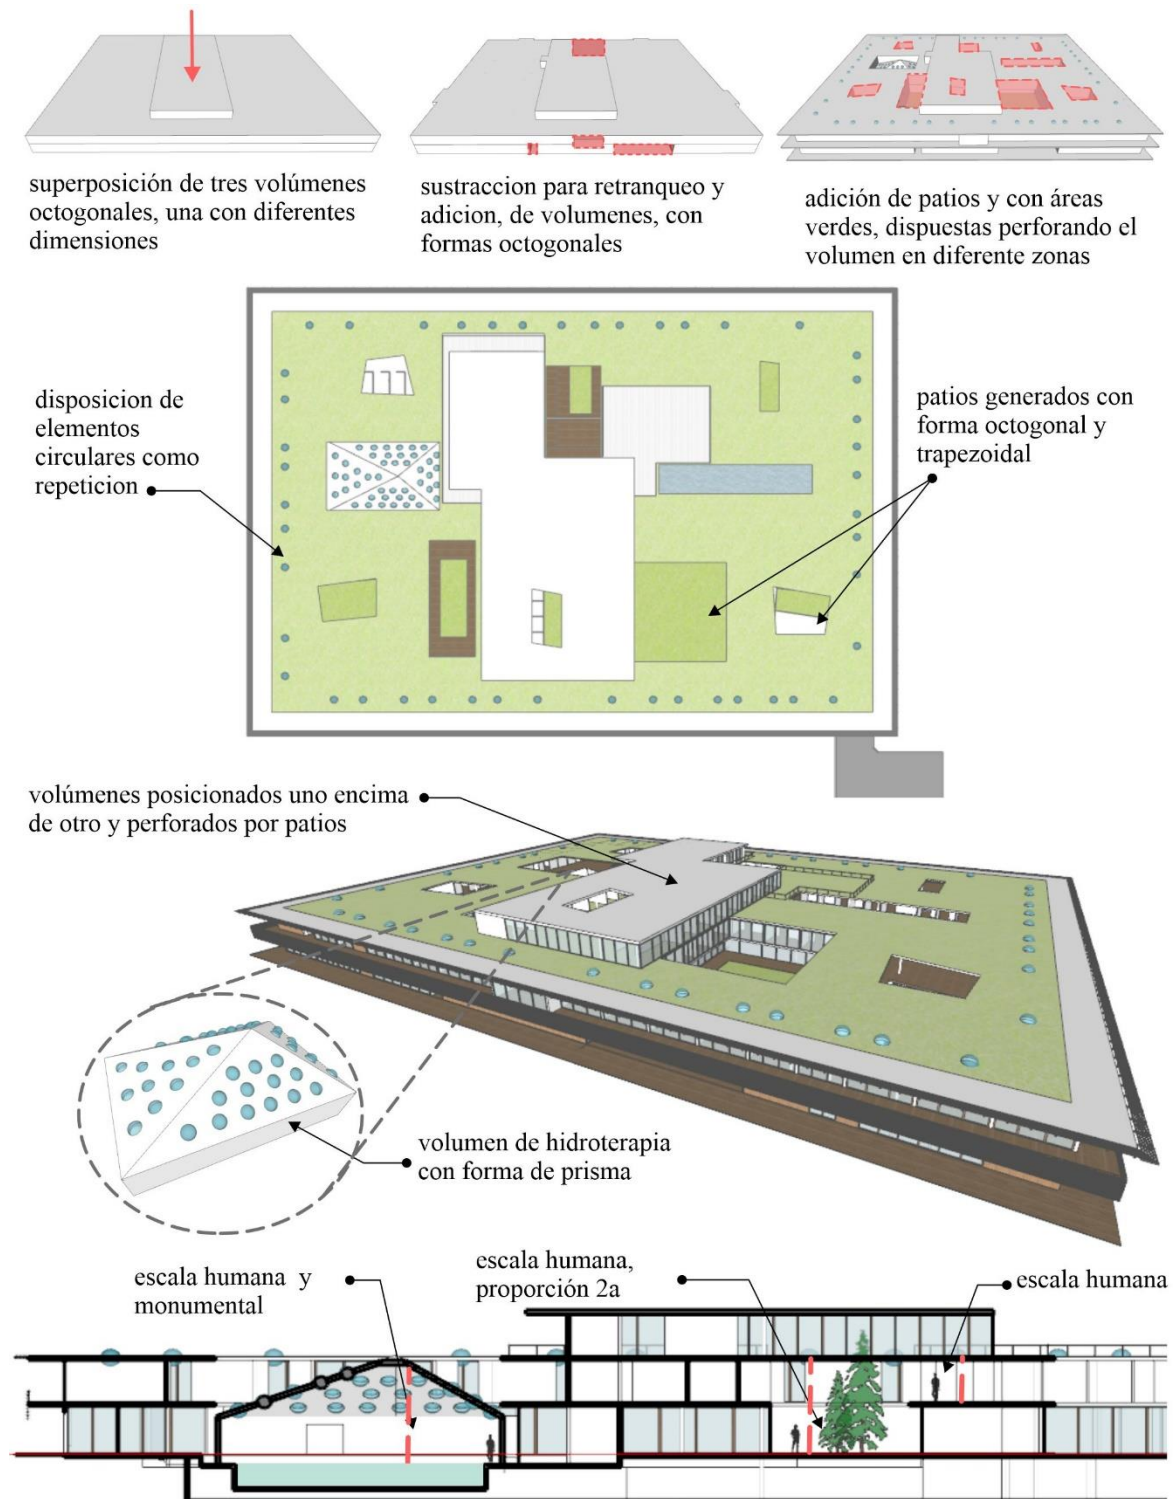 superposición de tres volúmenes
octogonales, una con diferentes
dimensiones
sustraccion para retranqueo y
adicion, de volumenes, con
formas octogonales
adición de patios y con áreas
verdes, dispuestas perforando el
volumen en diferente zonas
disposicion de
elementos
circulares como
repeticion
patios generados con
forma octogonal y
trapezoidal
volúmenes posicionados uno encima
de otro y perforados por patios
volumen de hidroterapia
con forma de prisma
escala humana y
monumental
escala humana,
proporción 2a
escala humana